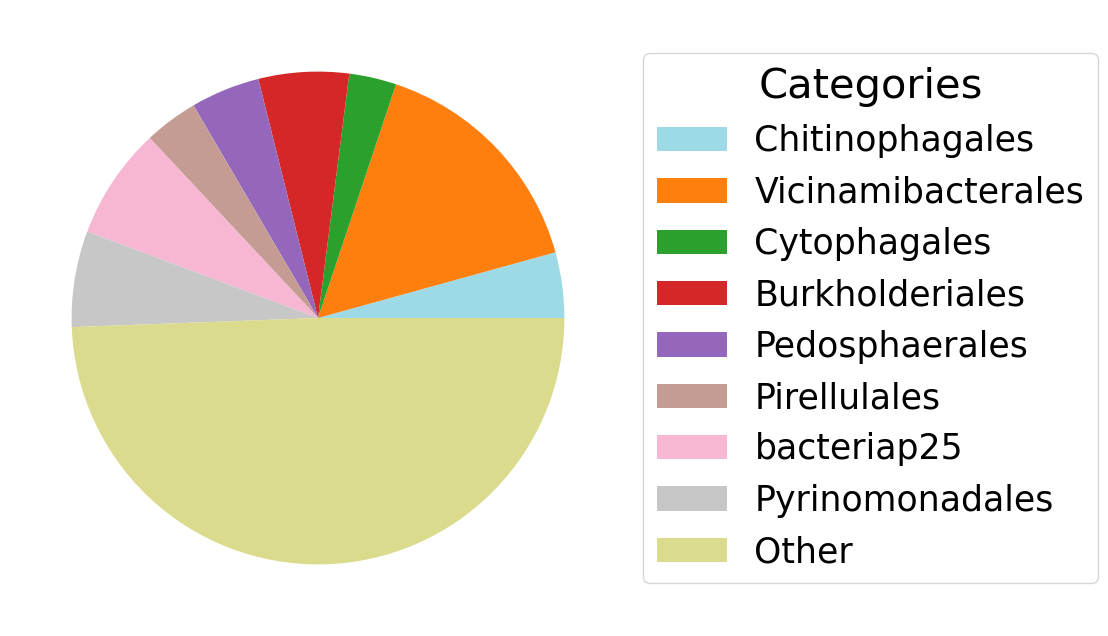 Categories
Chitinophagales
Vicinamibacterales
Cytophagales
Burkholderiales
Pedosphaerales
Pirellulales
bacteriap25
Pyrinomonadales
Other